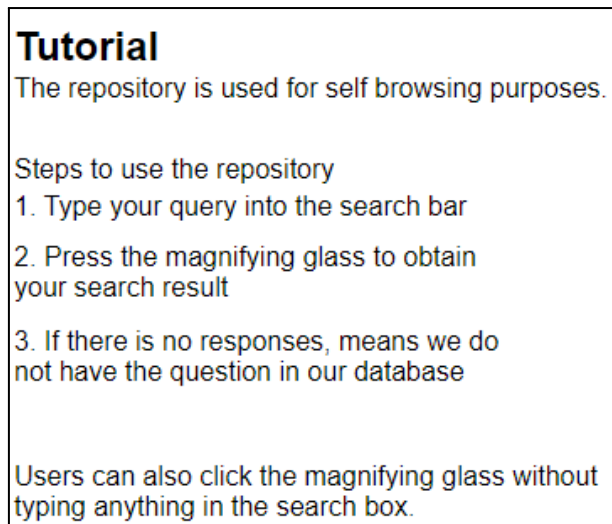 Tutorial
The repository is used for self browsing purposes.
Steps to use the repository
1. Type your query into the search bar
2. Press the magnifying glass to obtain
your search result
3. If there is no responses, means we do
not have the question in our database
Users can also click the magnifying glass without
typing anything in the search box.